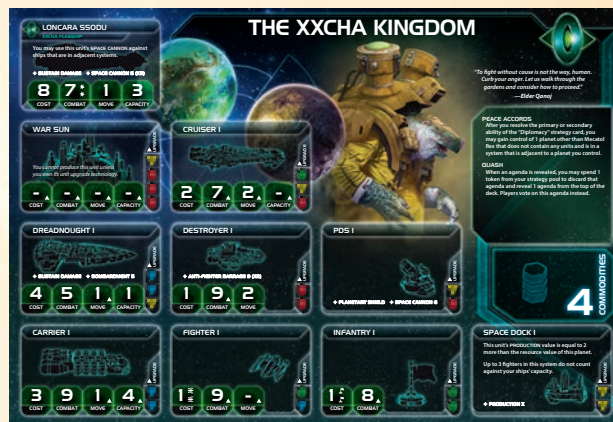 THE XXCHA KINGDOM
LONCARA SSODU
XXCHA FLAGSHIP
You may use this unit's SPACE CANNON against
ships that are in adjacent systems.
SUSTAIN DAMAGE SPACE CANNON 5 (X3)
8 7 1 3
COST COMBAT MOVE CAPACITY
"To fight without cause is not the way, human.
Curb your anger. Let us walk through the
gardens and consider how to proceed."
—Elder Qanoj
WAR SUN
You cannot produce this unit unless
you own its unit upgrade technology.
- - - -
COST COMBAT MOVE CAPACITY
UPGRADE
CRUISER I
2 7 2 -
COST COMBAT MOVE CAPACITY
UPGRADE
PEACE ACCORDS
After you resolve the primary or secondary
ability of the "Diplomacy" strategy card, you
may gain control of 1 planet other than Mecatol
Rex that does not contain any units and is in a
system that is adjacent to a planet you control.
QUASH
When an agenda is revealed, you may spend 1
token from your strategy pool to discard that
agenda and reveal 1 agenda from the top of the
deck. Players vote on this agenda instead.
DREADNOUGHT I
SUSTAIN DAMAGE BOMBARDMENT 5
4 5 1 1
COST COMBAT MOVE CAPACITY
UPGRADE
DESTROYER I
ANTI-FIGHTER BARRAGE 9 (X2)
1 9 2
COST COMBAT MOVE
UPGRADE
PDS I
PLANETARY SHIELD SPACE CANNON 6
UPGRADE
4
COMMODITIES
CARRIER I
3 9 1 4
COST COMBAT MOVE CAPACITY
UPGRADE
FIGHTER I
1 9 -
COST COMBAT MOVE
UPGRADE
INFANTRY I
1 8
COST COMBAT
UPGRADE
SPACE DOCK I
This unit's PRODUCTION value is equal to 2
more than the resource value of this planet.
Up to 3 fighters in this system do not count
against your ships' capacity.
PRODUCTION X
UPGRADE